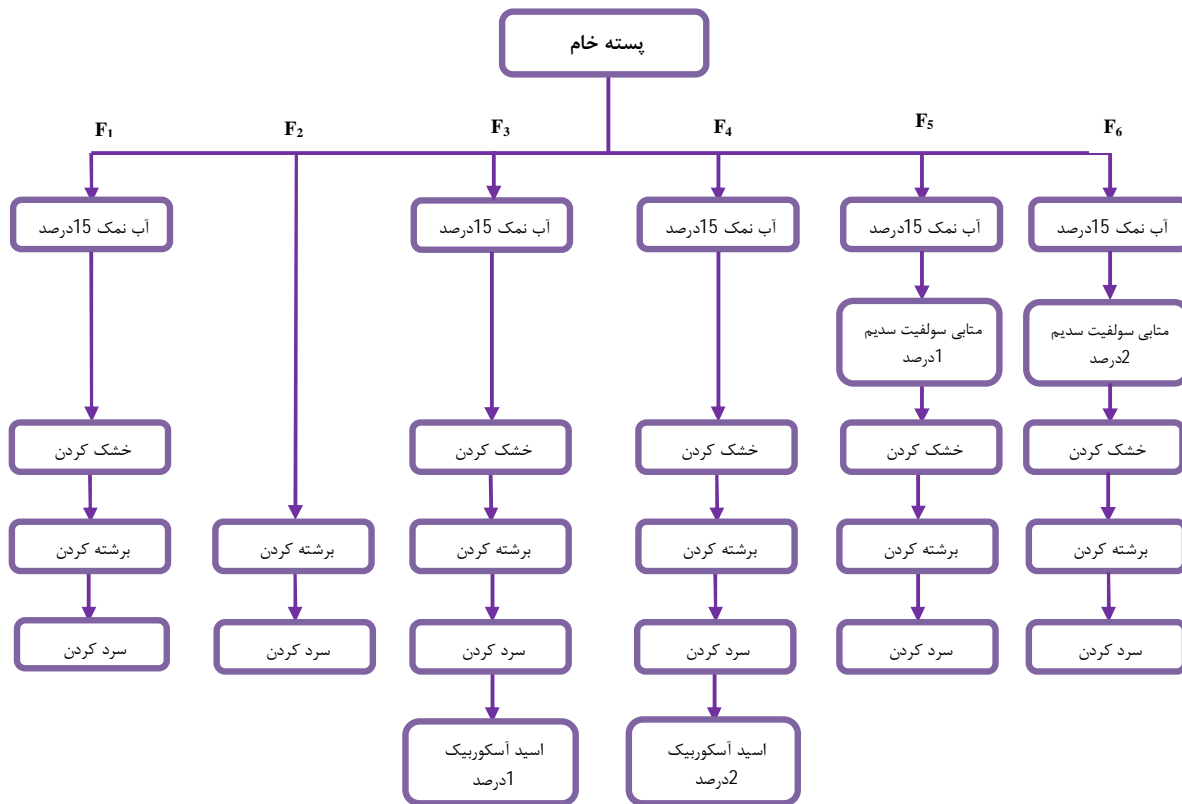 پسته خام
F₁
F₂
F₃
F₄
F₅
F₆
آب نمک 15درصد
آب نمک 15درصد
آب نمک 15درصد
آب نمک 15درصد
آب نمک 15درصد
متابی سولفیت سدیم
1درصد
متابی سولفیت سدیم
2درصد
خشک کردن
خشک کردن
خشک کردن
خشک کردن
خشک کردن
برشته کردن
برشته کردن
برشته کردن
برشته کردن
برشته کردن
برشته کردن
سرد کردن
سرد کردن
سرد کردن
سرد کردن
سرد کردن
سرد کردن
اسید آسکوربیک
1درصد
اسید آسکوربیک
2درصد